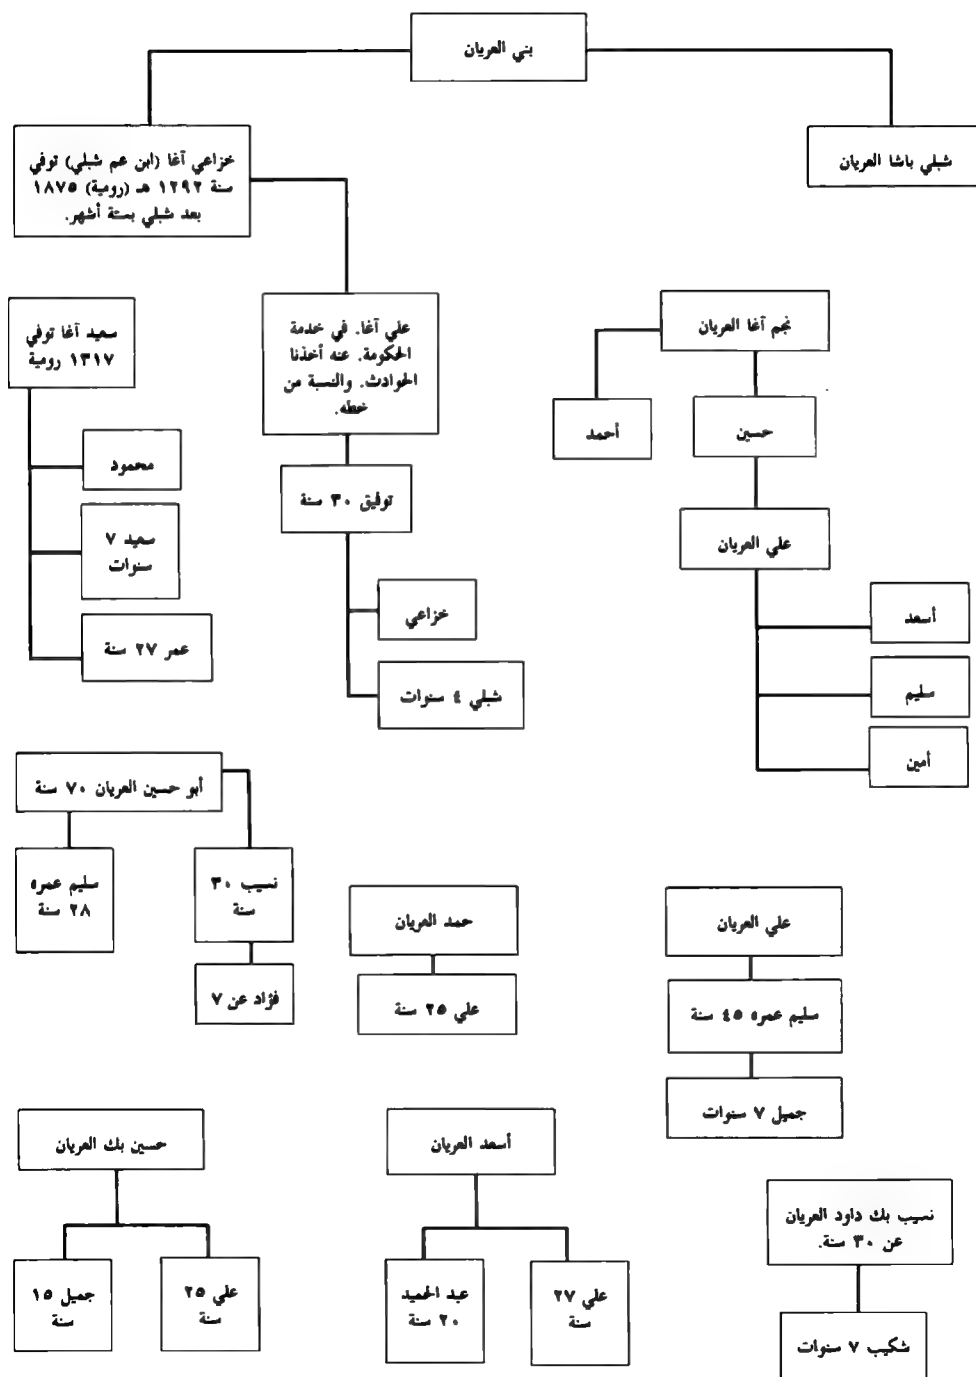 بني العريان
شبلي باشا العريان
خزاعي آغا (ابن عم شبلي) توفي
سنة ١٢٩٢ هـ (رومية) ١٨٧٥
بعد شبلي بستة أشهر.
نجم آغا العريان
أحمد
حسين
علي العريان
أسعد
سليم
أمين
علي آغا. في خدمة
الحكومة. عنه أخذنا
الحوادث. والنسبة من
خطه.
توفيق ٣٠ سنة
خزاعي
شبلي ٤ سنوات
سعيد آغا توفي
١٣١٧ رومية
محمود
سعيد ٧
سنوات
عمر ٢٧ سنة
أبو حسين العريان ٧٠ سنة
نسيب ٣٠
سنة
سليم عمره
٢٨ سنة
فؤاد عن ٧
حمد العريان
علي ٢٥ سنة
علي العريان
سليم عمره ٤٥ سنة
جميل ٧ سنوات
حسين بك العريان
علي ٢٥
سنة
جميل ١٥
سنة
أسعد العريان
علي ٢٧
سنة
عبد الحميد
٢٠ سنة
نسيب بك داود العريان
عن ٣٠ سنة.
شكيب ٧ سنوات